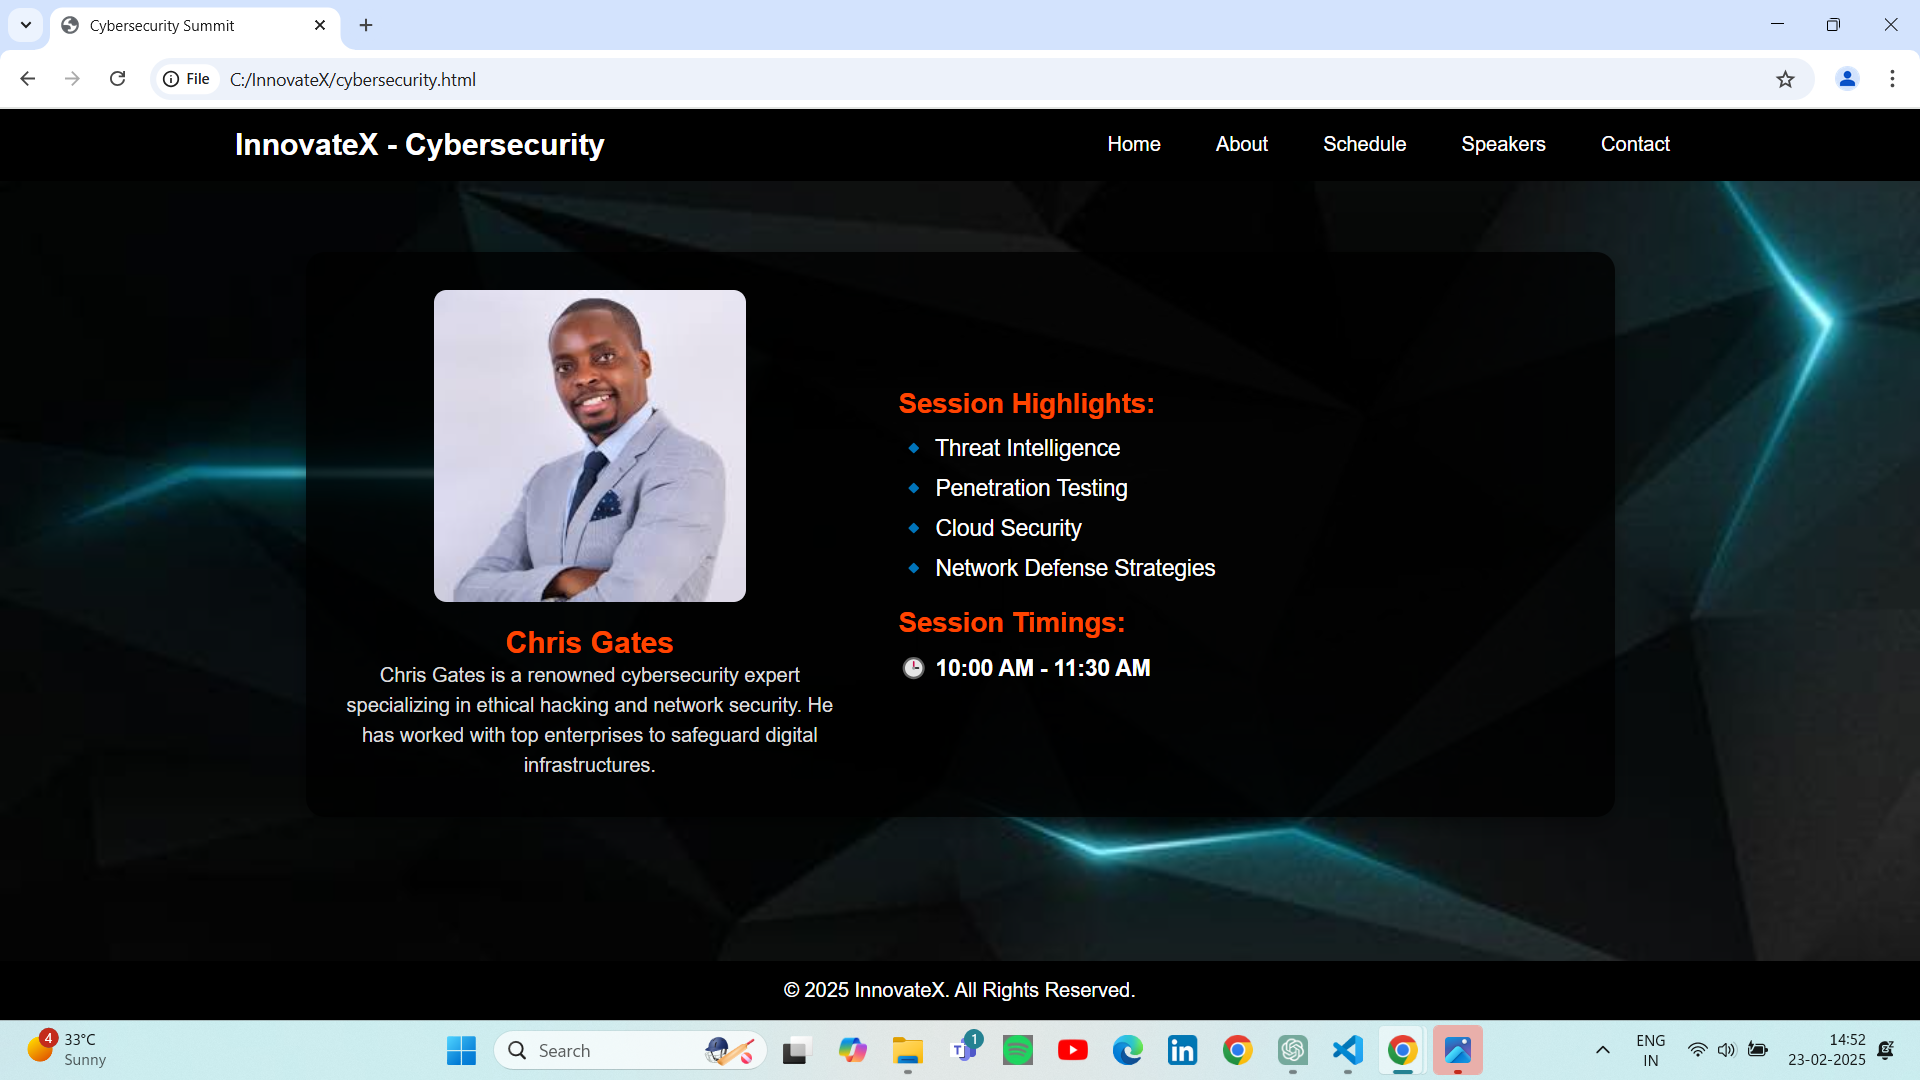 Cybersecurity Summit
File
C:/InnovateX/cybersecurity.html
InnovateX - Cybersecurity
Home
About
Schedule
Speakers
Contact
Chris Gates
Chris Gates is a renowned cybersecurity expert
specializing in ethical hacking and network security. He
has worked with top enterprises to safeguard digital
infrastructures.
Session Highlights:
Threat Intelligence
Penetration Testing
Cloud Security
Network Defense Strategies
Session Timings:
10:00 AM - 11:30 AM
© 2025 InnovateX. All Rights Reserved.
4
33°C
Sunny
Search
T
1
in
ENG
IN
14:52
23-02-2025